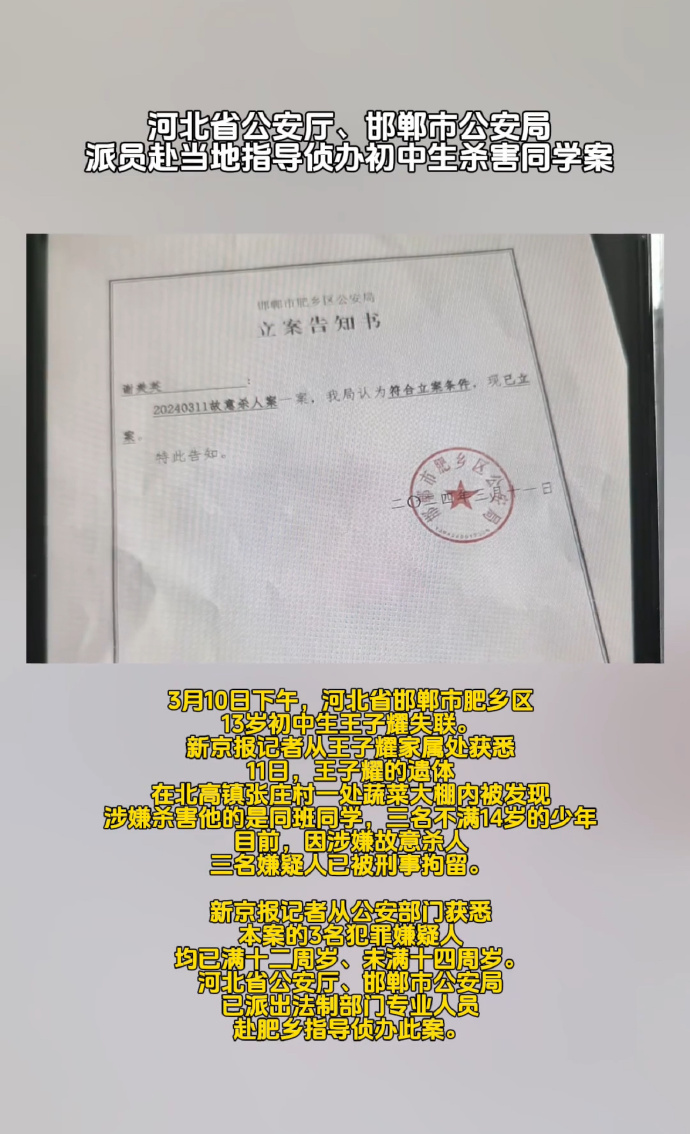 河北省公安厅、邯郸市公安局
派员赴当地指导侦办初中生杀害同学案
邯郸市肥乡区公安局
立案告知书
谢美英:
20240311故意杀人案一案，我局认为符合立案条件，现已立
案。
特此告知。
邯郸市肥乡区公安局
二〇二四年三月十一日
3月10日下午，河北省邯郸市肥乡区
13岁初中生王子耀失联。
新京报记者从王子耀家属处获悉
11日，王子耀的遗体
在北高镇张庄村一处蔬菜大棚内被发现
涉嫌杀害他的是同班同学，三名不满14岁的少年
目前，因涉嫌故意杀人
三名嫌疑人已被刑事拘留。
新京报记者从公安部门获悉
本案的3名犯罪嫌疑人
均已满十二周岁、未满十四周岁。
河北省公安厅、邯郸市公安局
已派出法制部门专业人员
赴肥乡指导侦办此案。